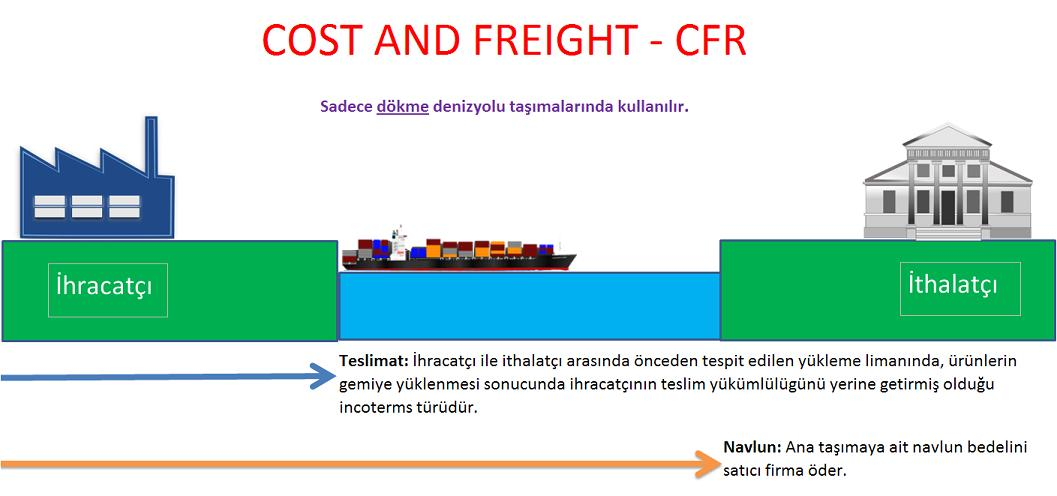 COST AND FREIGHT - CFR
Sadece dökme denizyolu taşımalarında kullanılır.
İhracatçı
İthalatçı
Teslimat: İhracatçı ile ithalatçı arasında önceden tespit edilen yükleme limanında, ürünlerin
gemiye yüklenmesi sonucunda ihracatçının teslim yükümlülügünü yerine getirmiş olduğu
incoterms türüdür.
Navlun: Ana taşımaya ait navlun bedelini
satıcı firma öder.